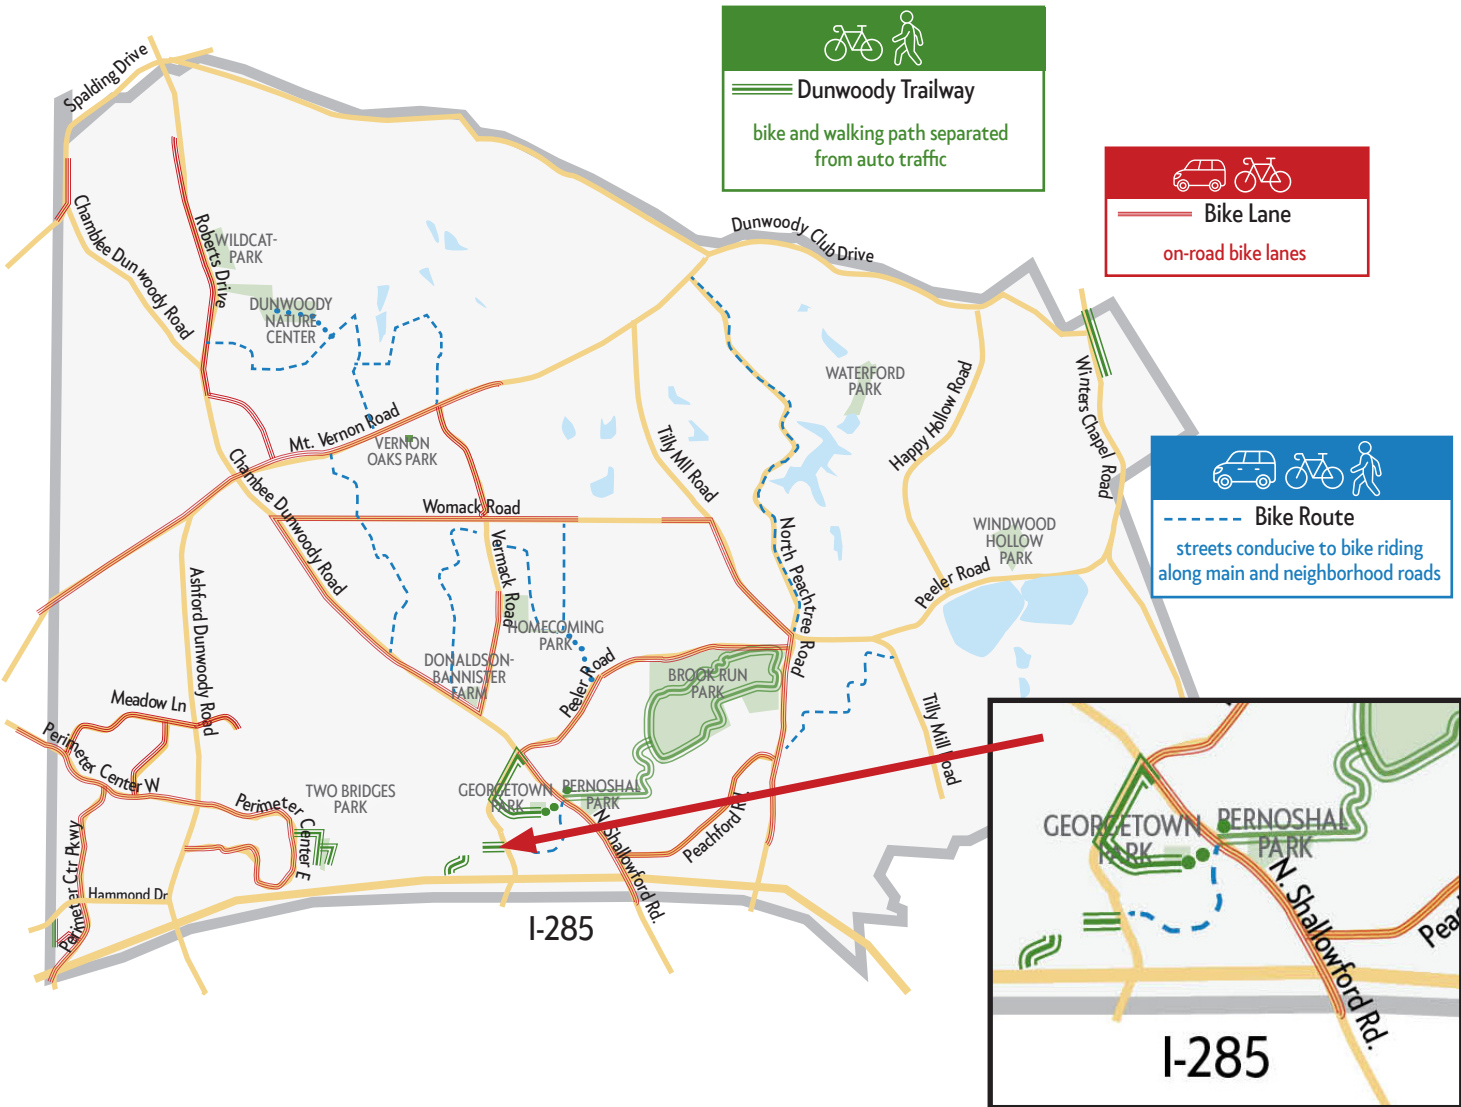 Dunwoody Trailway
bike and walking path separated
from auto traffic
Bike Lane
on-road bike lanes
Bike Route
streets conducive to bike riding
along main and neighborhood roads
Spalding Drive
Dunwoody Club Drive
Chamblee Dunwoody Road
Roberts Drive
WILDCAT-
PARK
DUNWOODY
NATURE
CENTER
WATERFORD
PARK
Happy Hollow Road
Winters Chapel Road
Mt. Vernon Road
VERNON
OAKS PARK
Tilly MIl Road
Chambee Dunwoody Road
Womack Road
Vermack Road
North Peachtree Road
WINDWOOD
HOLLOW
PARK
Peeler Road
Ashford Dunwoody Road
HOMECOMING
PARK
DONALDSON-
BANNISTER
FARM
Peeler Road
BROOK RUN
PARK
Meadow Ln
Tilly Mill Road
Perimeter Center W
TWO BRIDGES
PARK
Perimeter Center E
GEORGETOWN
PARK
PERNOSHAL
PARK
N. Shallowford Rd.
Peachford Rd
Perimeter Ctr Pkwy
Hammond Dr
I-285
GEORGETOWN
PARK
PERNOSHAL
PARK
N. Shallowford Rd.
Peac
I-285